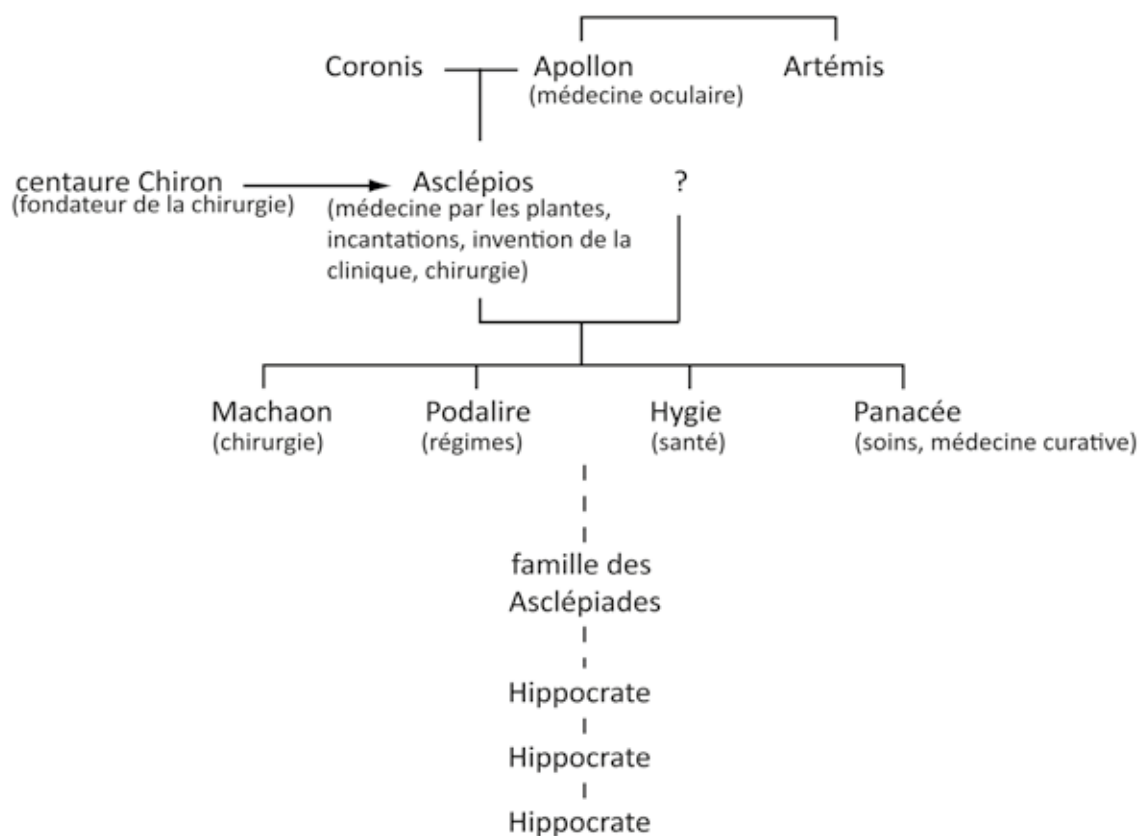 Coronis Apollon Artémis
(médecine oculaire)
centaure Chiron Asclépios ?
(fondateur de la chirurgie) (médecine par les plantes,
incantations, invention de la
clinique, chirurgie)
Machaon Podalire Hygie Panacée
(chirurgie) (régimes) (santé) (soins, médecine curative)
famille des
Asclépiades
Hippocrate
Hippocrate
Hippocrate